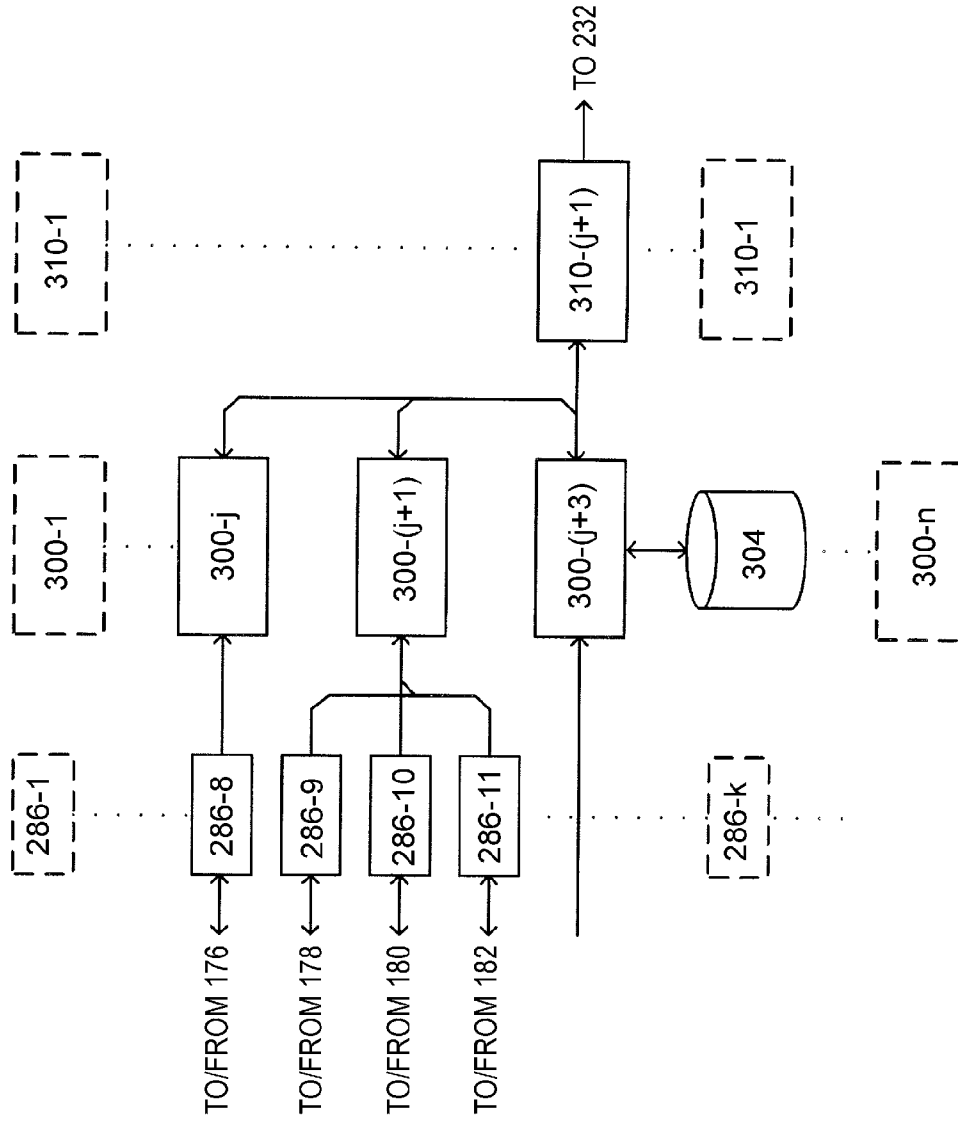 TO/FROM 176
TO/FROM 178
TO/FROM 180
TO/FROM 182
286-1
286-8
286-9
286-10
286-11
286-k
300-1
300-j
300-(j+1)
300-(j+3)
304
300-n
310-1
310-(j+1)
310-1
TO 232